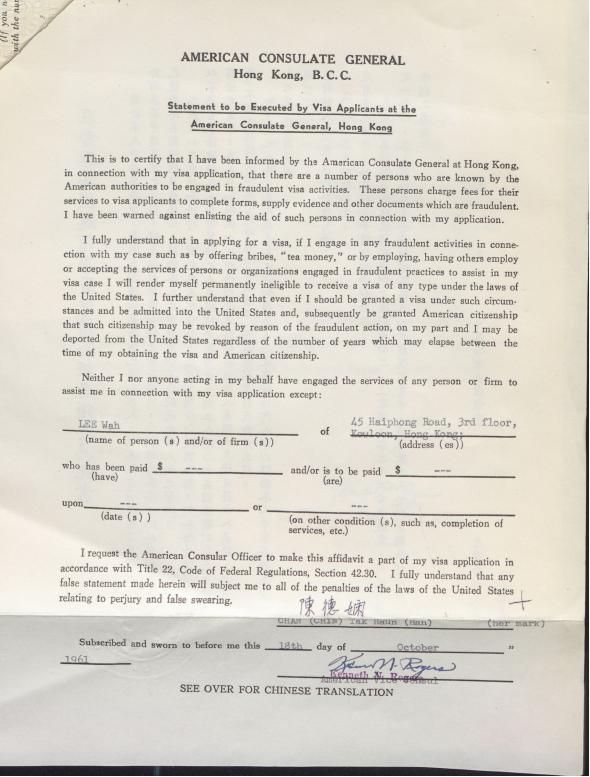 (If you n
with the nu
AMERICAN CONSULATE GENERAL
Hong Kong, B.C.C.
Statement to be Executed by Visa Applicants at the
American Consulate General, Hong Kong
This is to certify that I have been informed by the American Consulate General at Hong Kong,
in connection with my visa application, that there are a number of persons who are known by the
American authorities to be engaged in fraudulent visa activities. These persons charge fees for their
services to visa applicants to complete forms, supply evidence and other documents which are fraudulent.
I have been warned against enlisting the aid of such persons in connection with my application.
I fully understand that in applying for a visa, if I engage in any fraudulent activities in conne-
ction with my case such as by offering bribes, "tea money," or by employing, having others employ
or accepting the services of persons or organizations engaged in fraudulent practices to assist in my
visa case I will render myself permanently ineligible to receive a visa of any type under the laws of
the United States. I further understand that even if I should be granted a visa under such circum-
stances and be admitted into the United States and, subsequently be granted American citizenship
that such citizenship may be revoked by reason of the fraudulent action, on my part and I may be
deported from the United States regardless of the number of years which may elapse between the
time of my obtaining the visa and American citizenship.
Neither I nor anyone acting in my behalf have engaged the services of any person or firm to
assist me in connection with my visa application except:
LEE Wah of 45 Haiphong Road, 3rd floor,
Kouloon, Hong Kong;
(name of person (s) and/or of firm (s)) (address (es))
who has been paid $ --- and/or is to be paid $ ---
(have) (are)
upon --- or ---
(date (s) ) (on other condition (s), such as, completion of
services, etc.)
I request the American Consular Officer to make this affidavit a part of my visa application in
accordance with Title 22, Code of Federal Regulations, Section 42.30. I fully understand that any
false statement made herein will subject me to all of the penalties of the laws of the United States
relating to perjury and false swearing.
陳德嫻 +
CHAN (CHIN) Tak Haun (Han) (her mark)
Subscribed and sworn to before me this 18th day of October "
1961
Kenneth N. Rogers
Kenneth N. Rogers
American Vice Consul
SEE OVER FOR CHINESE TRANSLATION